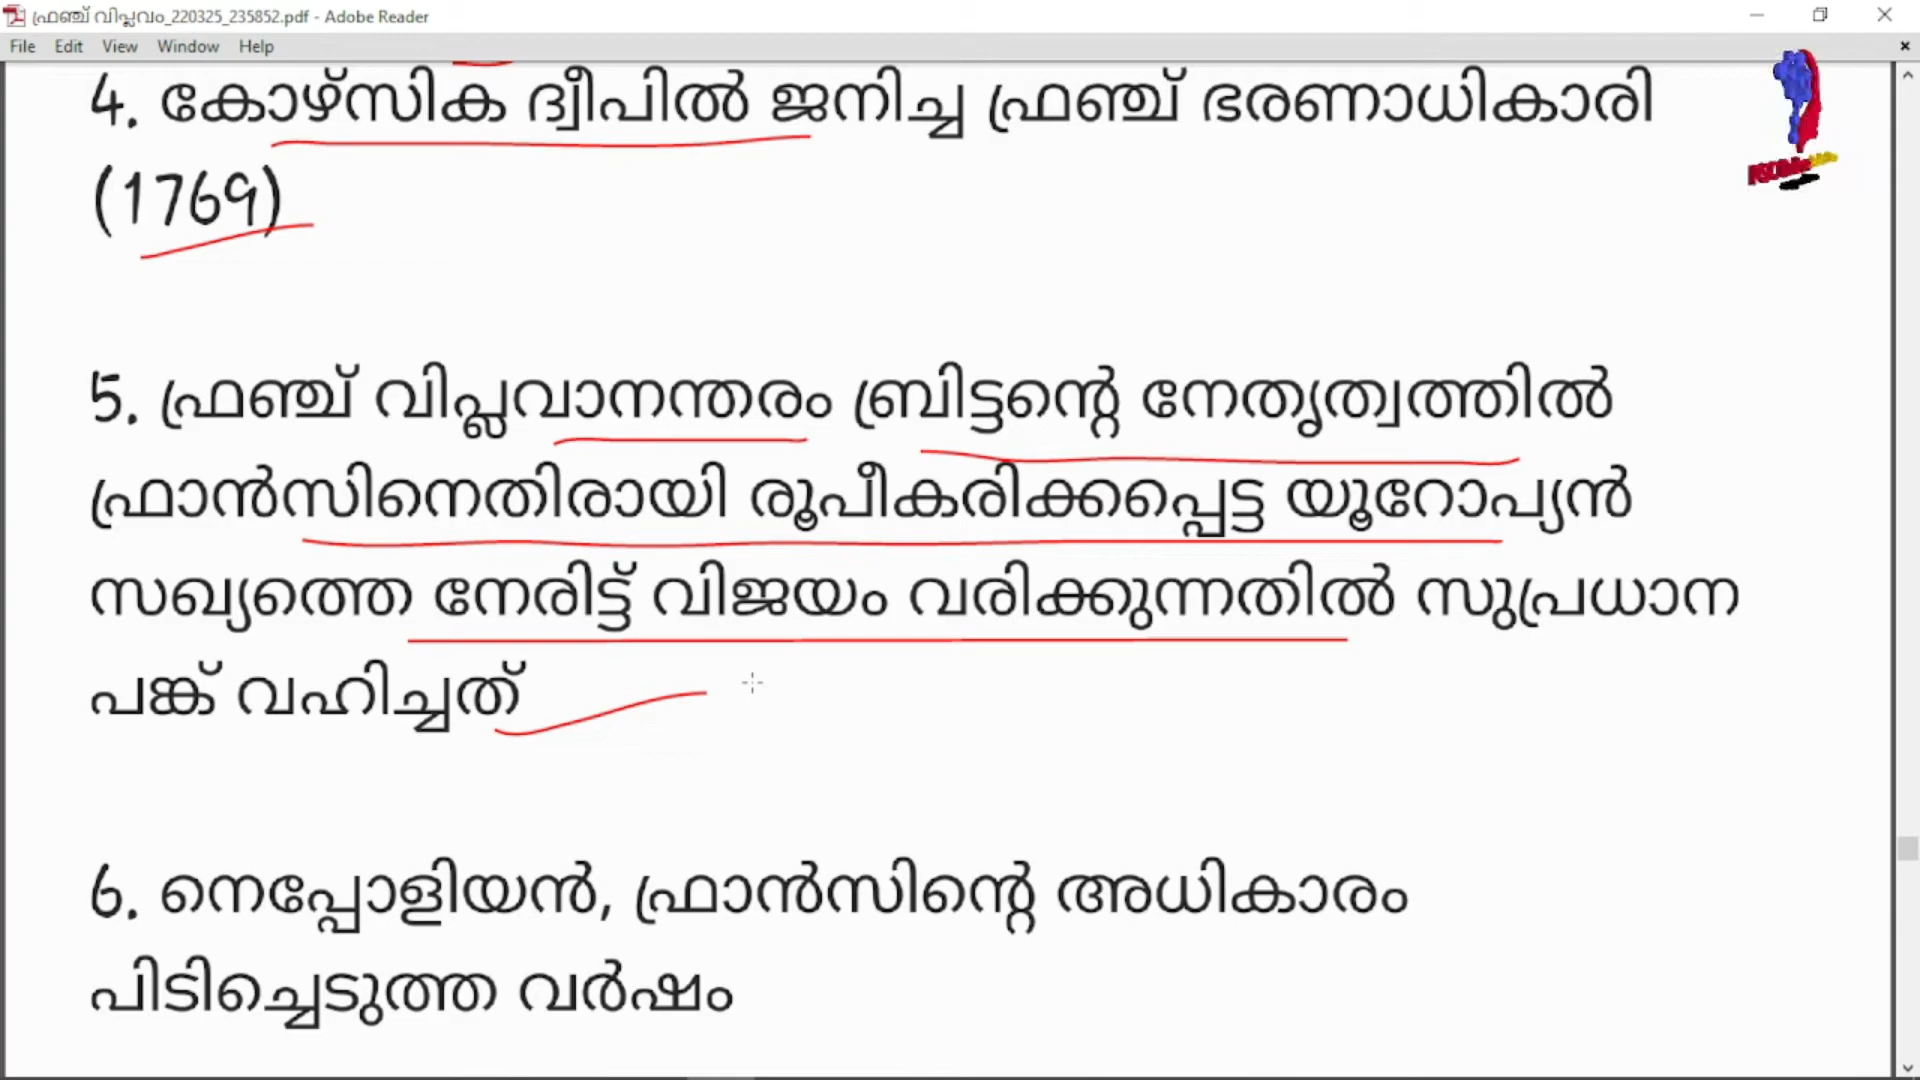 ഫ്രഞ്ച് വിപ്ലവം_220325_235852.pdf - Adobe Reader
File Edit View Window Help
4. കോഴ്സിക ദ്വീപിൽ ജനിച്ച ഫ്രഞ്ച് ഭരണാധികാരി
(1769)
5. ഫ്രഞ്ച് വിപ്ലവാനന്തരം ബ്രിട്ടന്റെ നേതൃത്വത്തിൽ
ഫ്രാൻസിനെതിരായി രൂപീകരിക്കപ്പെട്ട യൂറോപ്യൻ
സഖ്യത്തെ നേരിട്ട് വിജയം വരിക്കുന്നതിൽ സുപ്രധാന
പങ്ക് വഹിച്ചത്
6. നെപ്പോളിയൻ, ഫ്രാൻസിന്റെ അധികാരം
പിടിച്ചെടുത്ത വർഷം